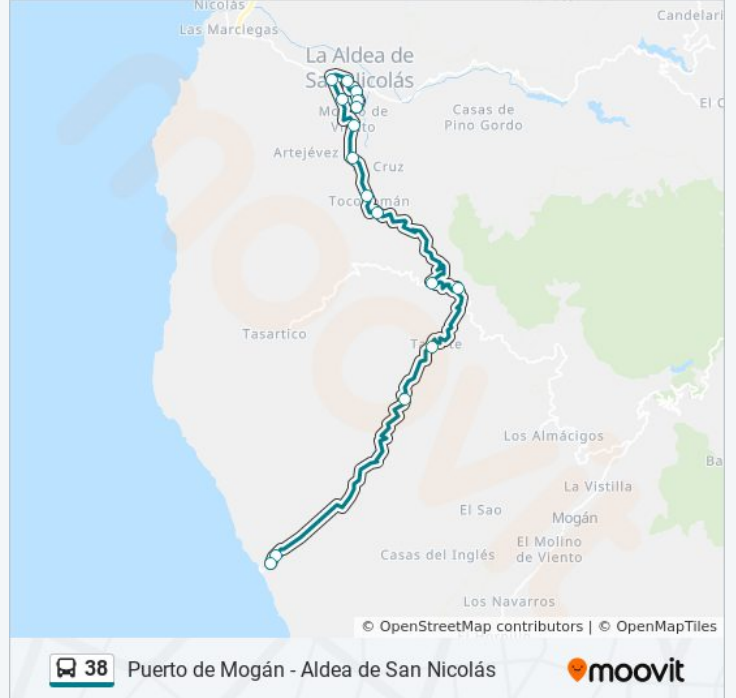 Nicolás
Las Marciegas
Candelari
La Aldea de
San Nicolás
El C
Casas de
Pino Gordo
Artejévez
Cruz
Tasartico
Los Almácigos
Ba
La Vistilla
El Sao
Mogán
El Molino
de Viento
Casas del Inglés
Los Navarros
© OpenStreetMap contributors | © OpenMapTiles
38 Puerto de Mogán - Aldea de San Nicolás
moovit